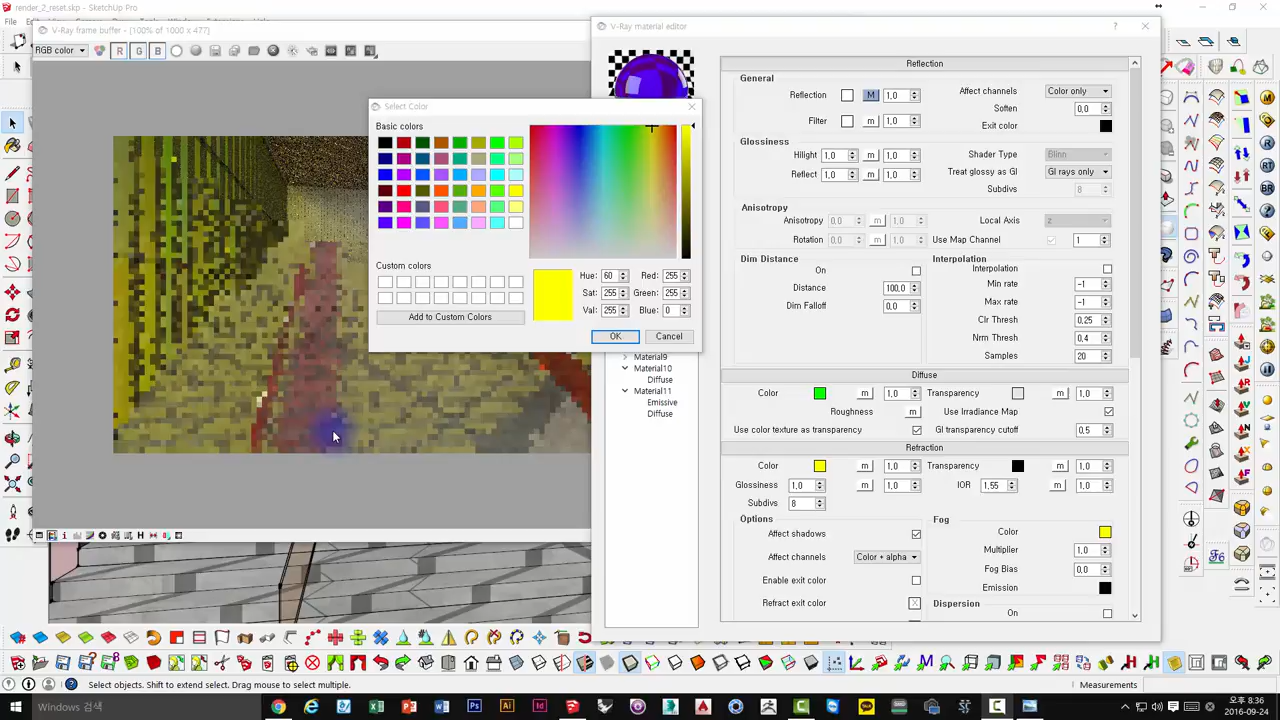 render_2_reset.skp - SketchUp Pro
V-Ray frame buffer - [100% of 1000 x 477]
RGB color
R G B
V-Ray material editor
Select Color
Basic colors
Custom colors
Hue: 60 Red: 255
Sat: 255 Green: 255
Val: 255 Blue: 0
Add to Custom Colors
OK Cancel
Material9
Material10
Diffuse
Material11
Emissive
Diffuse
Reflection
General
Reflection M 1,0
Filter m 1,0
Affect channels Color only
Soften 0,0
Exit color
Glossiness
Hilight 1,0 m 1,0
Reflect 1,0 m 1,0
Shader Type Blinn
Treat glossy as GI GI rays only
Subdivs 8
Anisotropy
Anisotropy 0,0 m 1,0
Rotation 0,0 m 1,0
Local Axis z
Use Map Channel 1
Dim Distance
On
Distance 100,0
Dim Falloff 0,0
Interpolation
Interpolation
Min rate -1
Max rate -1
Clr Thresh 0,25
Nrm Thresh 0,4
Samples 20
Diffuse
Color m 1,0 Transparency m 1,0
Roughness m Use Irradiance Map
Use color texture as transparency GI transparency cutoff 0,5
Refraction
Color m 1,0 Transparency m 1,0
Glossiness 1,0 m 1,0 IOR 1,55 m 1,0
Subdivs 8
Options
Affect shadows
Affect channels Color + alpha
Enable exit color
Refract exit color
Fog
Color
Multiplier 1,0
Fog Bias 0,0
Emission
Dispersion
On
Select objects. Shift to extend select. Drag mouse to select multiple.
Measurements
Windows 검색
오후 8:36
2016-09-24